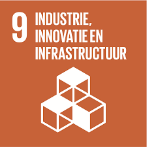 9 INDUSTRIE,
INNOVATIE EN
INFRASTRUCTUUR